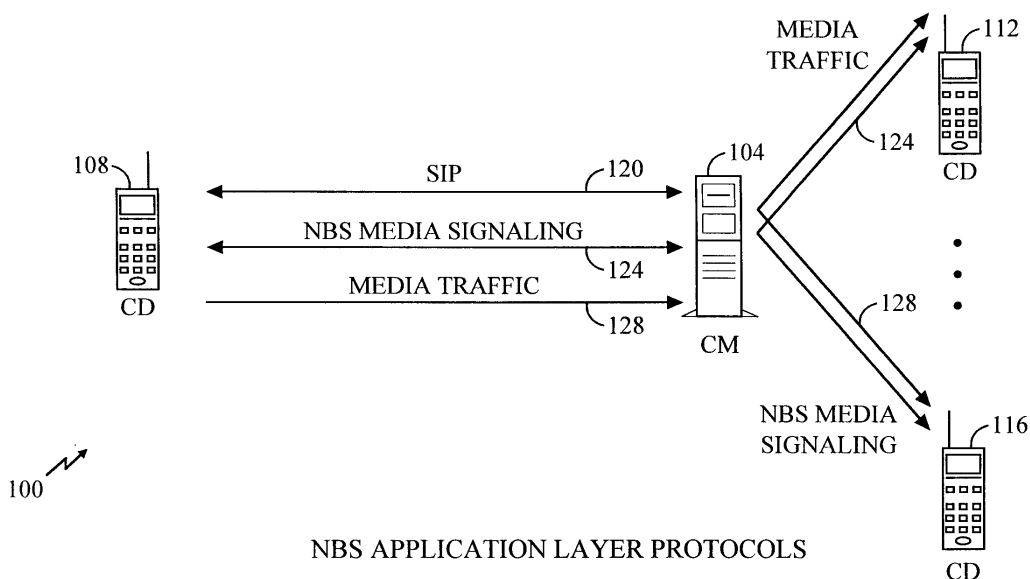 MEDIA
TRAFFIC
112
124
CD
108
104
SIP
120
NBS MEDIA SIGNALING
124
MEDIA TRAFFIC
128
CD
CM
128
NBS MEDIA
SIGNALING
116
CD
100
NBS APPLICATION LAYER PROTOCOLS